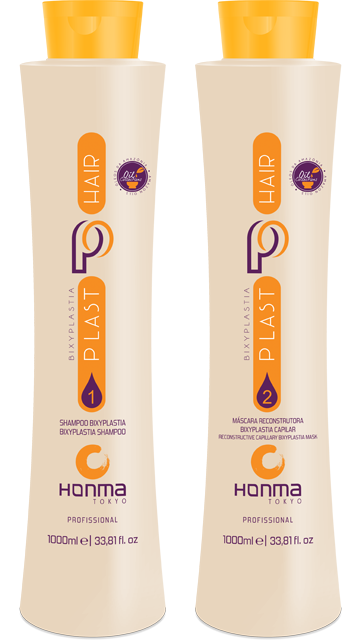 HAIR
BIXYPLASTIA
PLAST
1
SHAMPOO BIXYPLASTIA
BIXYPLASTIA SHAMPOO
HONMA
TOKYO
PROFISSIONAL
1000ml e | 33,81 fl. oz
HAIR
BIXYPLASTIA
PLAST
2
MÁSCARA RECONSTRUTORA
BIXYPLASTIA CAPILAR
RECONSTRUCTIVE CAPILLARY BIXYPLASTIA MASK
HONMA
TOKYO
PROFISSIONAL
1000ml e | 33,81 fl. oz